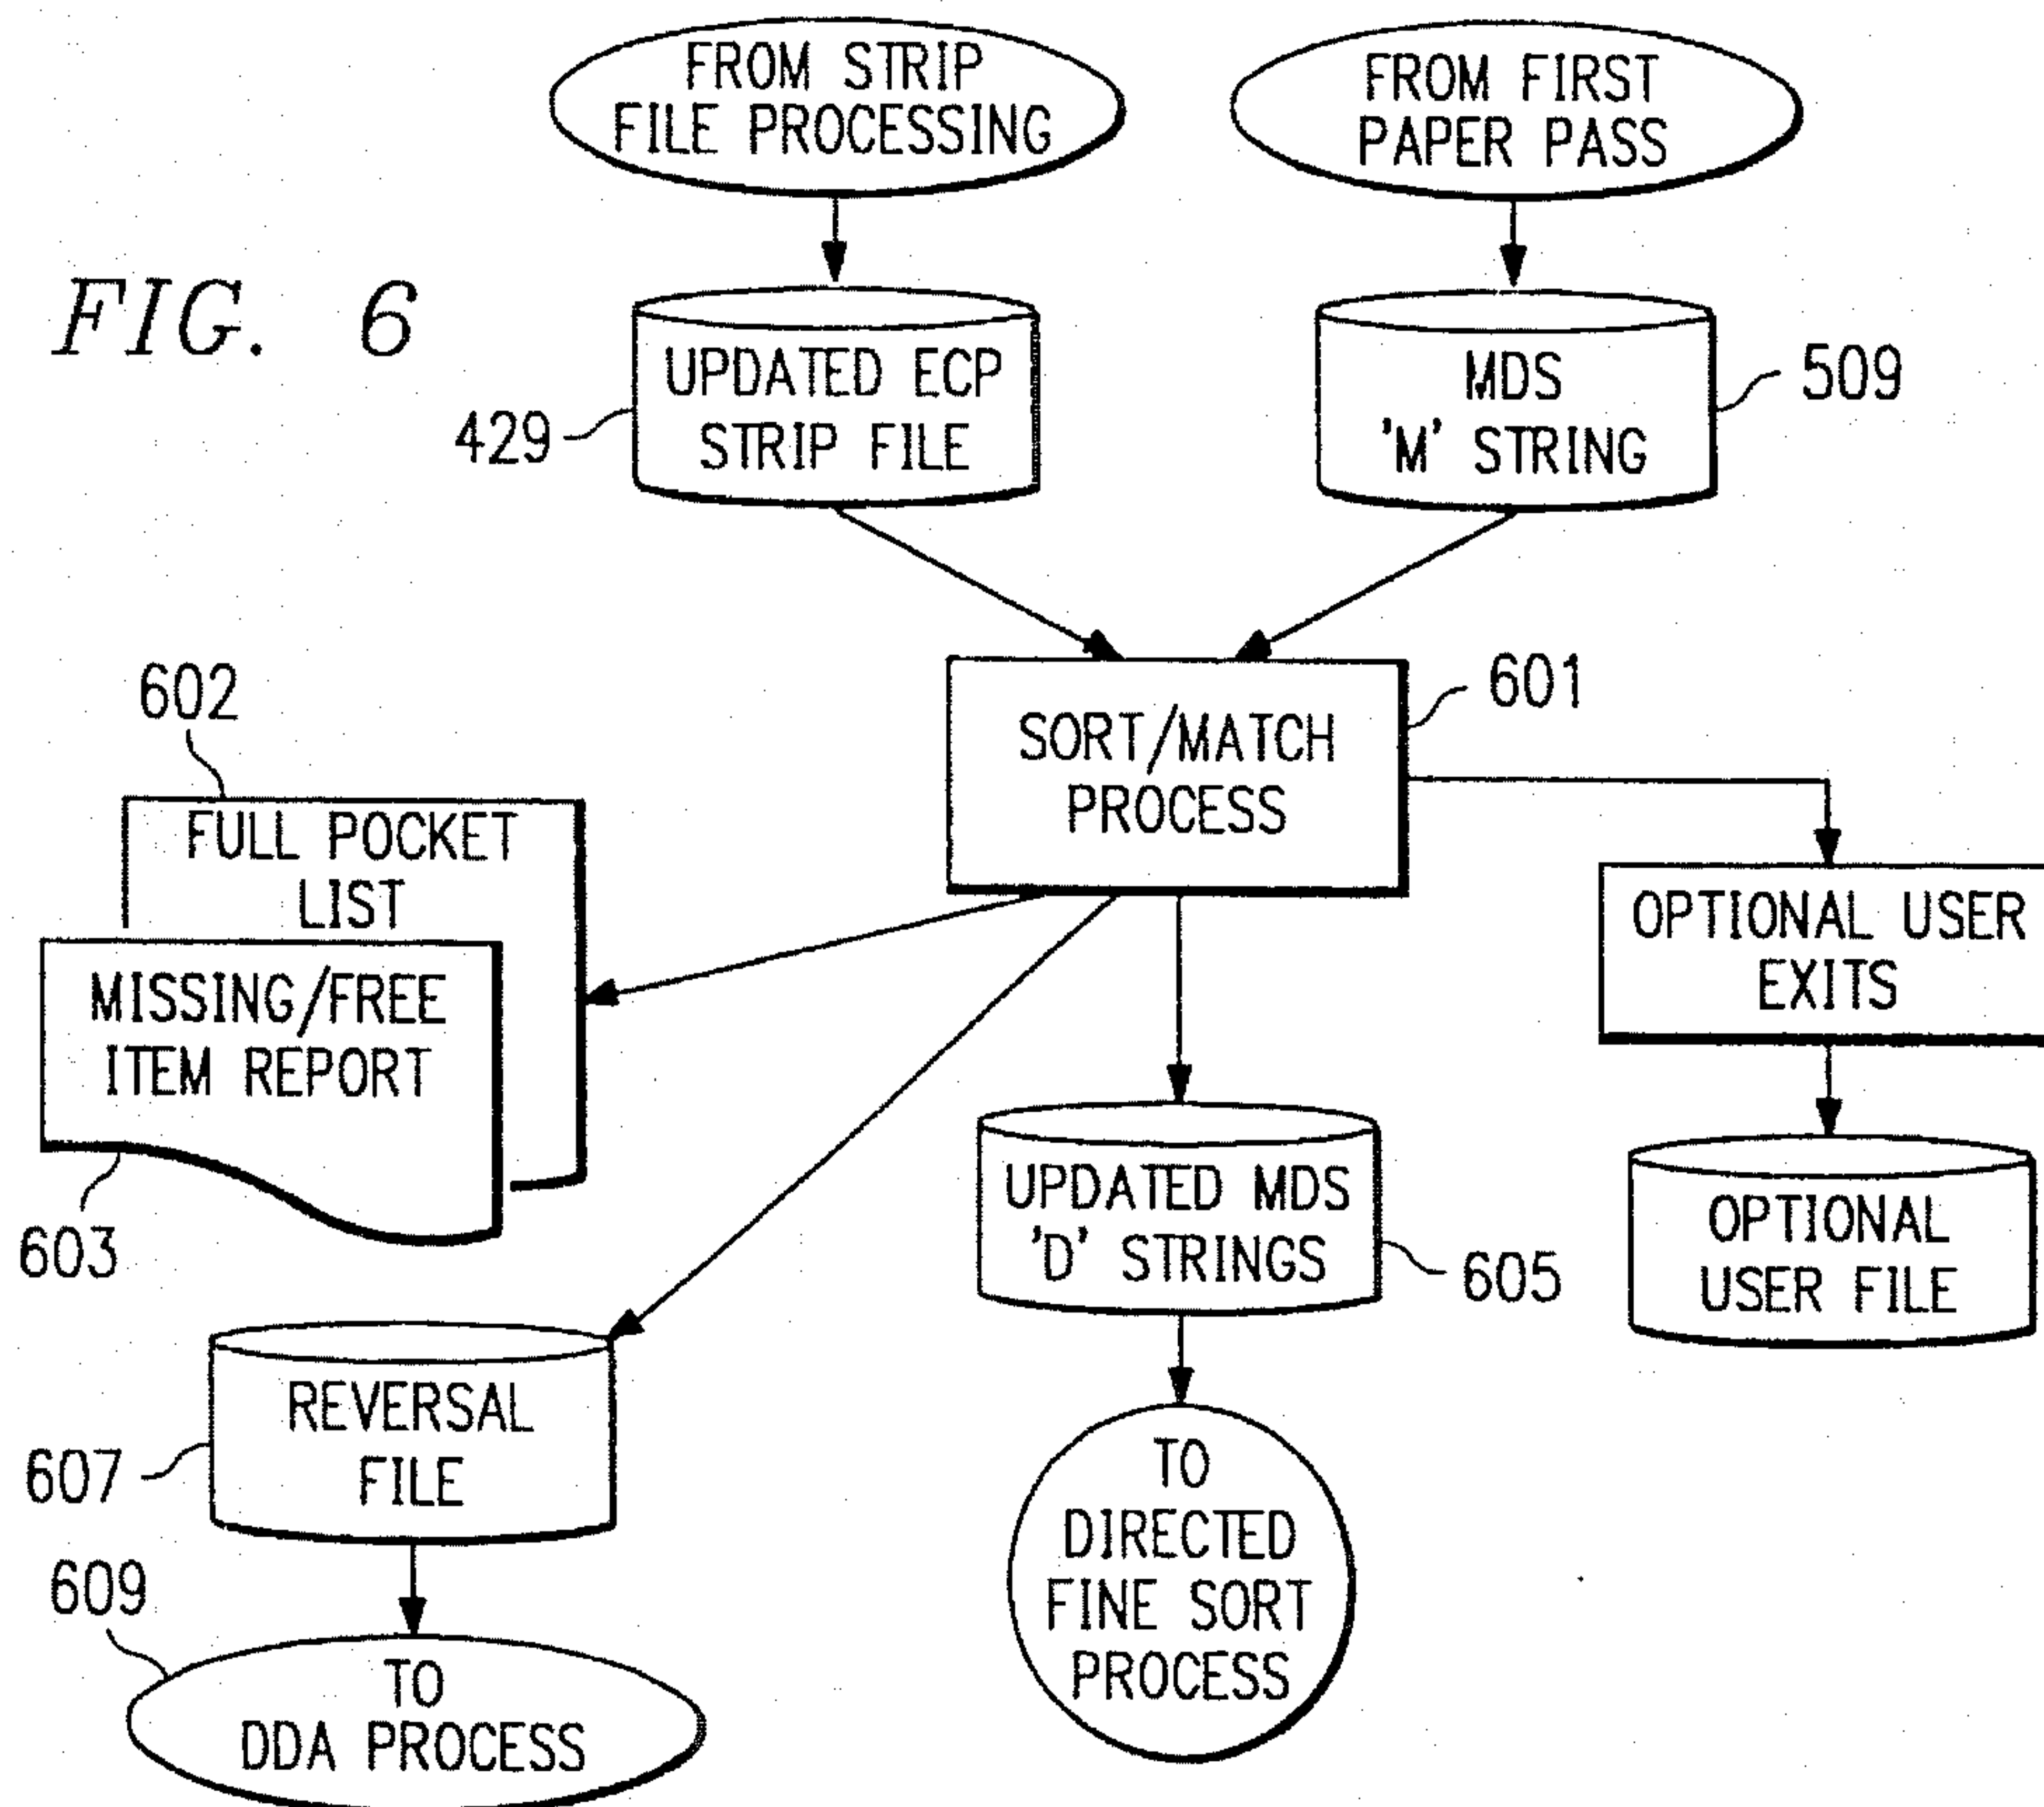 FROM STRIP
FILE PROCESSING
FROM FIRST
PAPER PASS
FIG. 6
UPDATED ECP
STRIP FILE
429
MDS
'M' STRING
509
602
SORT/MATCH
PROCESS
601
FULL POCKET
LIST
MISSING/FREE
ITEM REPORT
603
OPTIONAL USER
EXITS
UPDATED MDS
'D' STRINGS
605
OPTIONAL
USER FILE
REVERSAL
FILE
607
TO
DIRECTED
FINE SORT
PROCESS
609
TO
DDA PROCESS